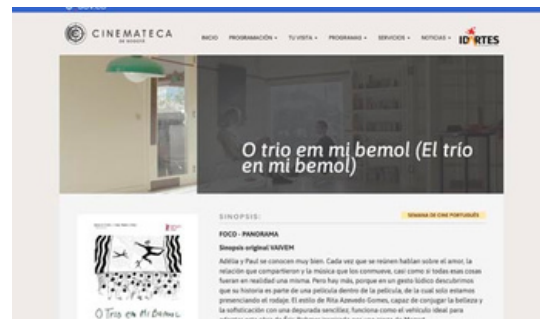 GOV.CO
CINEMATECA
DE BOGOTÁ
INICIO PROGRAMACIÓN TU VISITA PROGRAMAS SERVICIOS NOTICIAS IDARTES
O trio em mi bemol (El trío
en mi bemol)
SINOPSIS:
SEMANA DE CINE PORTUGUÉS
FOCO - PANORAMA
Sinopsis original VAIVEM
Adélia y Paul se conocen muy bien. Cada vez que se reúnen hablan sobre el amor, la
relación que compartieron y la música que los conmueve, casi como si todas esas cosas
fueran en realidad una misma. Pero hay más, porque en un gesto lúdico descubrimos
que su historia es parte de una película dentro de la película, de la cual solo estamos
presenciando el rodaje. El estilo de Rita Azevedo Gomes, capaz de conjugar la belleza y
la sofisticación con una depurada sencillez, funciona como el vehículo ideal para
O Trio em Mi Bemol